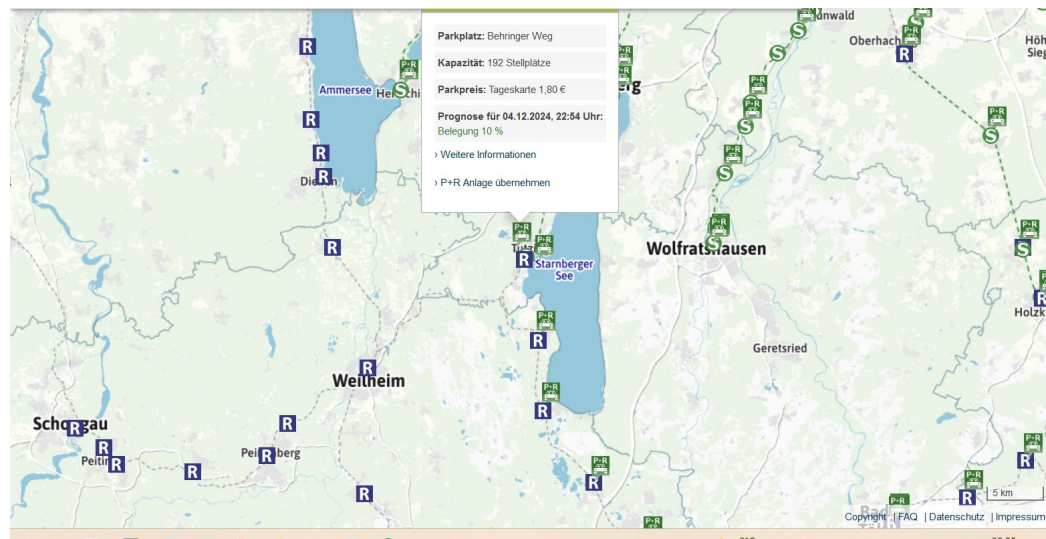 Parkplatz: Behringer Weg
Kapazität: 192 Stellplätze
Parkpreis: Tageskarte 1,80 €
Prognose für 04.12.2024, 22:54 Uhr:
Belegung 10 %
› Weitere Informationen
› P+R Anlage übernehmen
Ammersee
Starnberger
See
Wolfratshausen
Geretsried
Weilheim
Schongau
Peiting
Peißenberg
Dießen
5 km
Copyright | FAQ | Datenschutz | Impressum